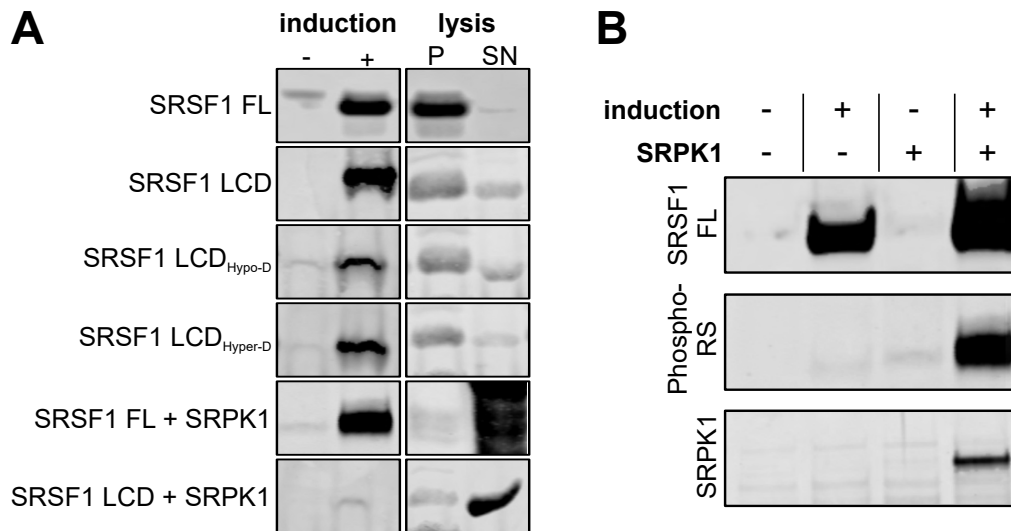 A
induction
lysis
- + P SN
SRSF1 FL
SRSF1 LCD
SRSF1 LCDHypo-D
SRSF1 LCDHyper-D
SRSF1 FL + SRPK1
SRSF1 LCD + SRPK1
B
induction - + - +
SRPK1 - - + +
SRSF1
FL
Phospho-
RS
SRPK1